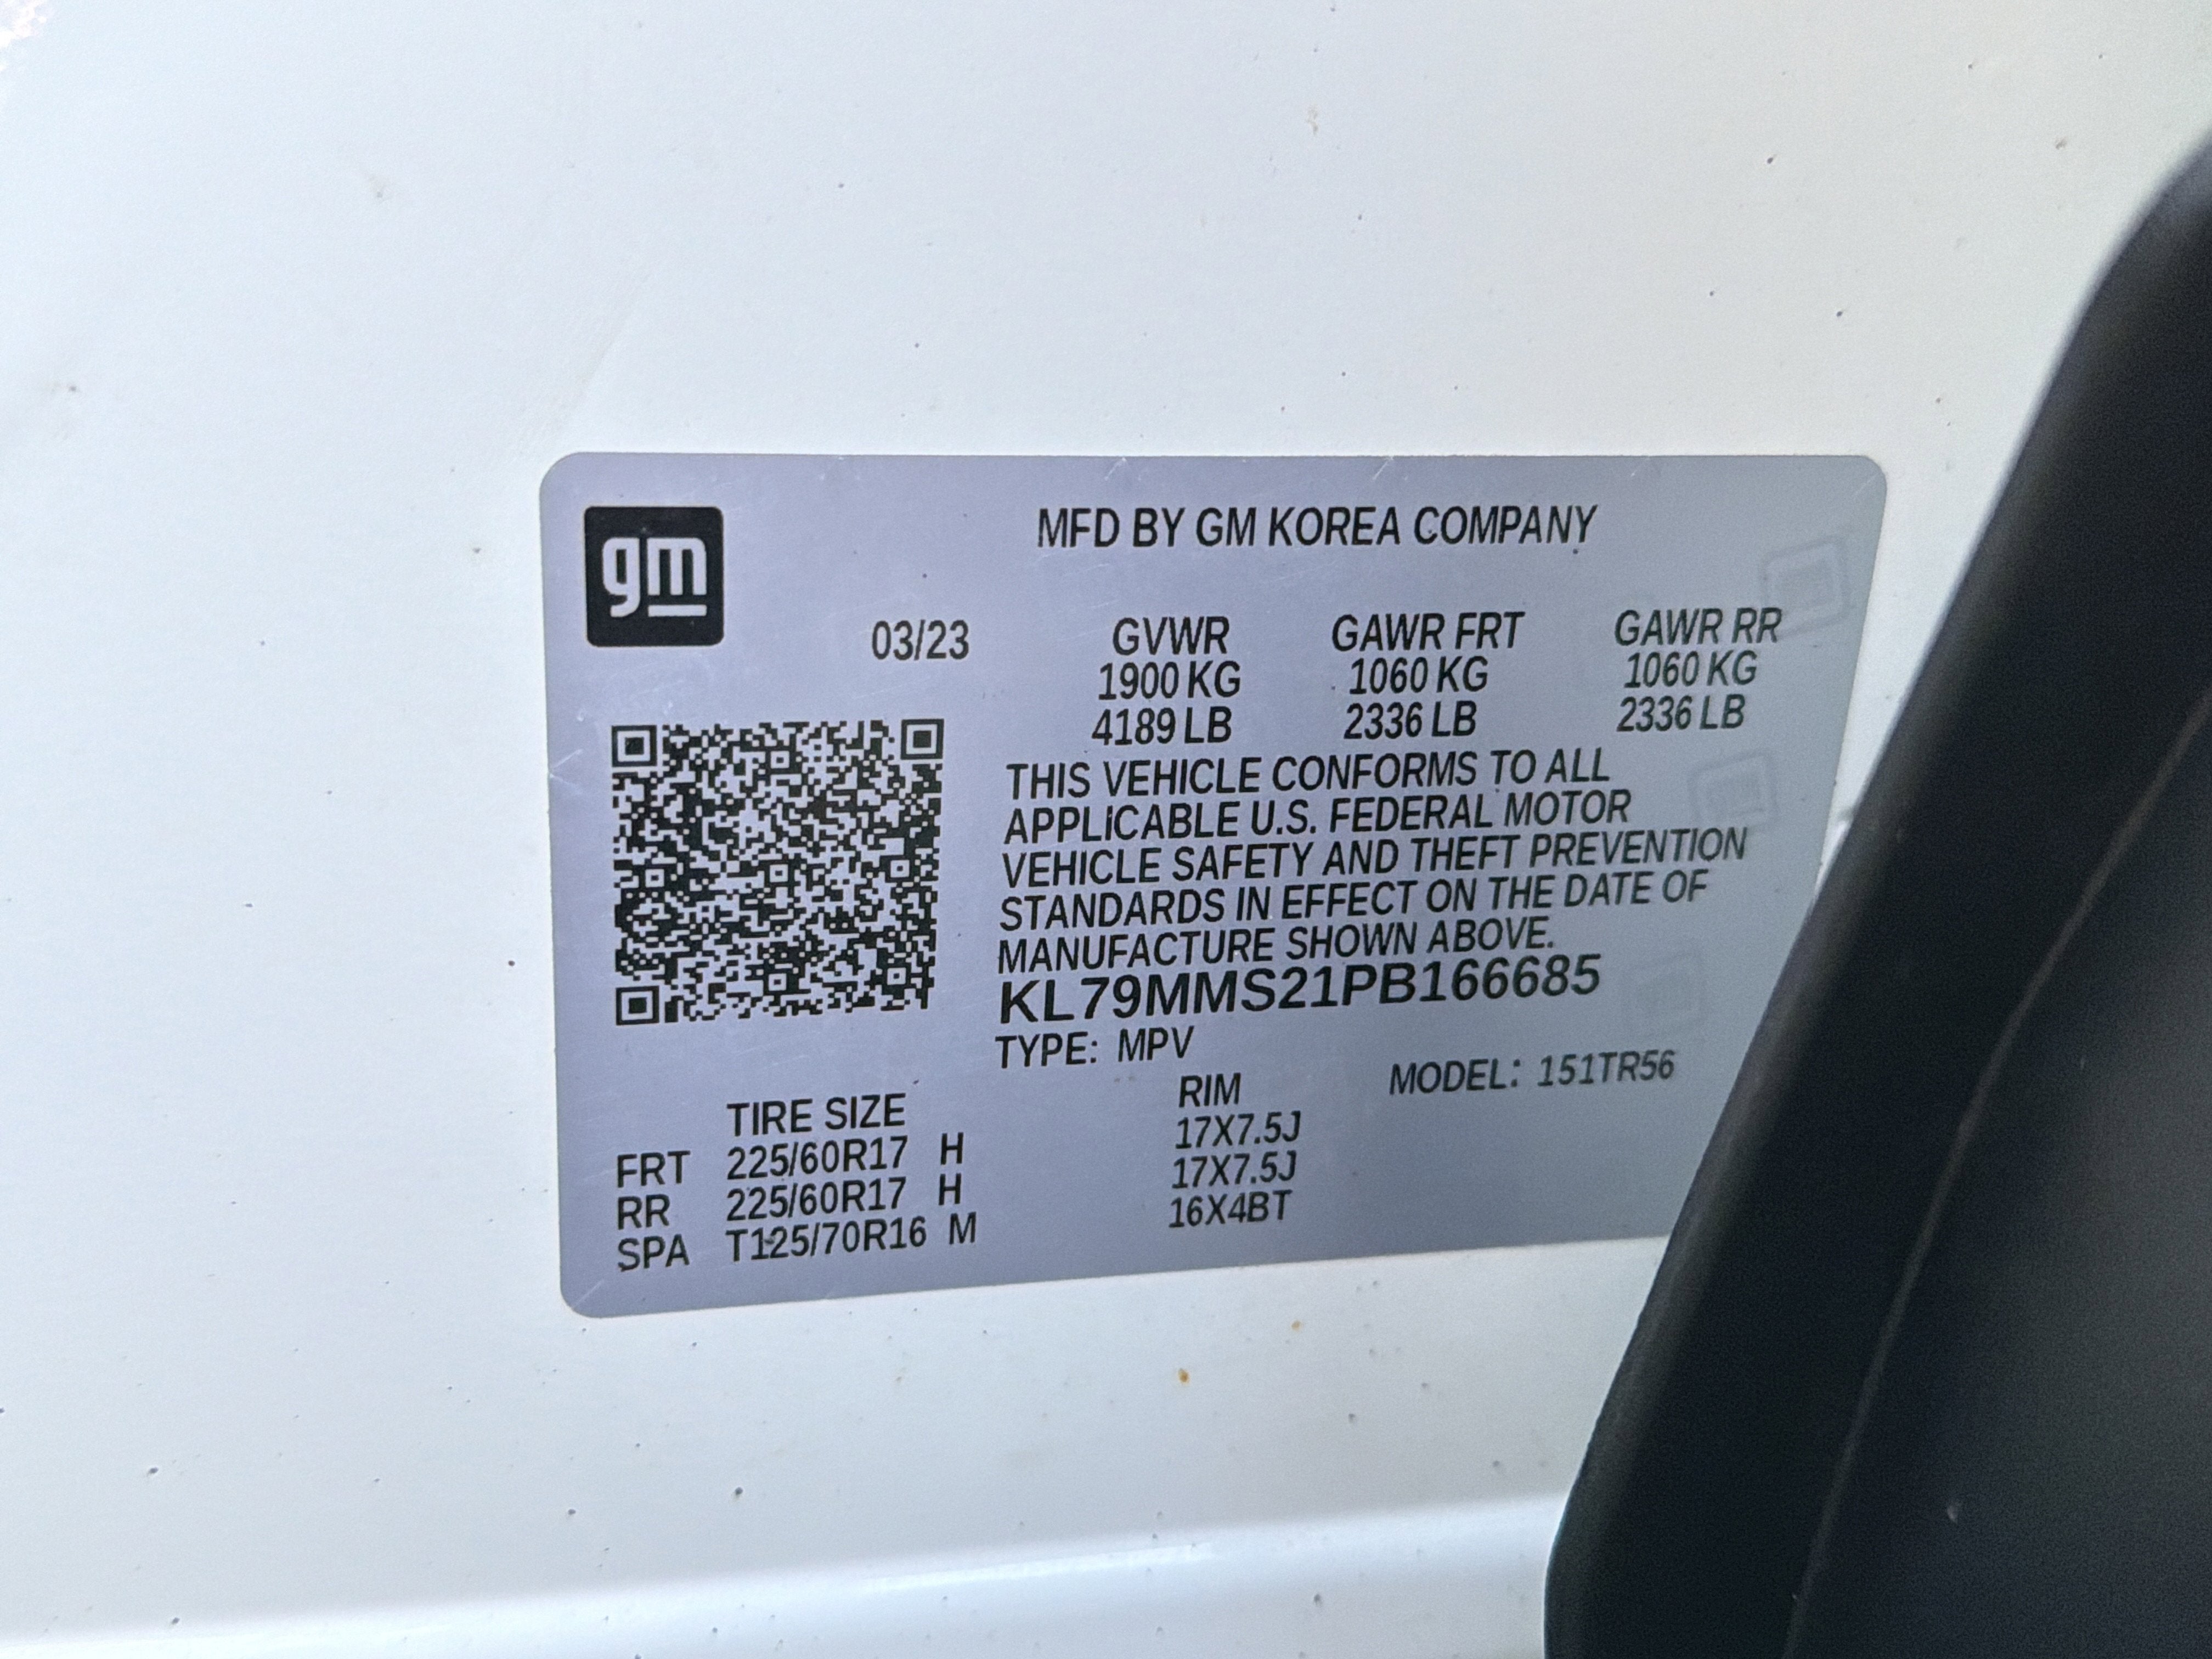 gm
MFD BY GM KOREA COMPANY
03/23 GVWR GAWR FRT GAWR RR
1900 KG 1060 KG 1060 KG
4189 LB 2336 LB 2336 LB
THIS VEHICLE CONFORMS TO ALL
APPLICABLE U.S. FEDERAL MOTOR
VEHICLE SAFETY AND THEFT PREVENTION
STANDARDS IN EFFECT ON THE DATE OF
MANUFACTURE SHOWN ABOVE.
KL79MMS21PB166685
TYPE: MPV MODEL: 151TR56
TIRE SIZE RIM
FRT 225/60R17 H 17X7.5J
RR 225/60R17 H 17X7.5J
SPA T125/70R16 M 16X4BT